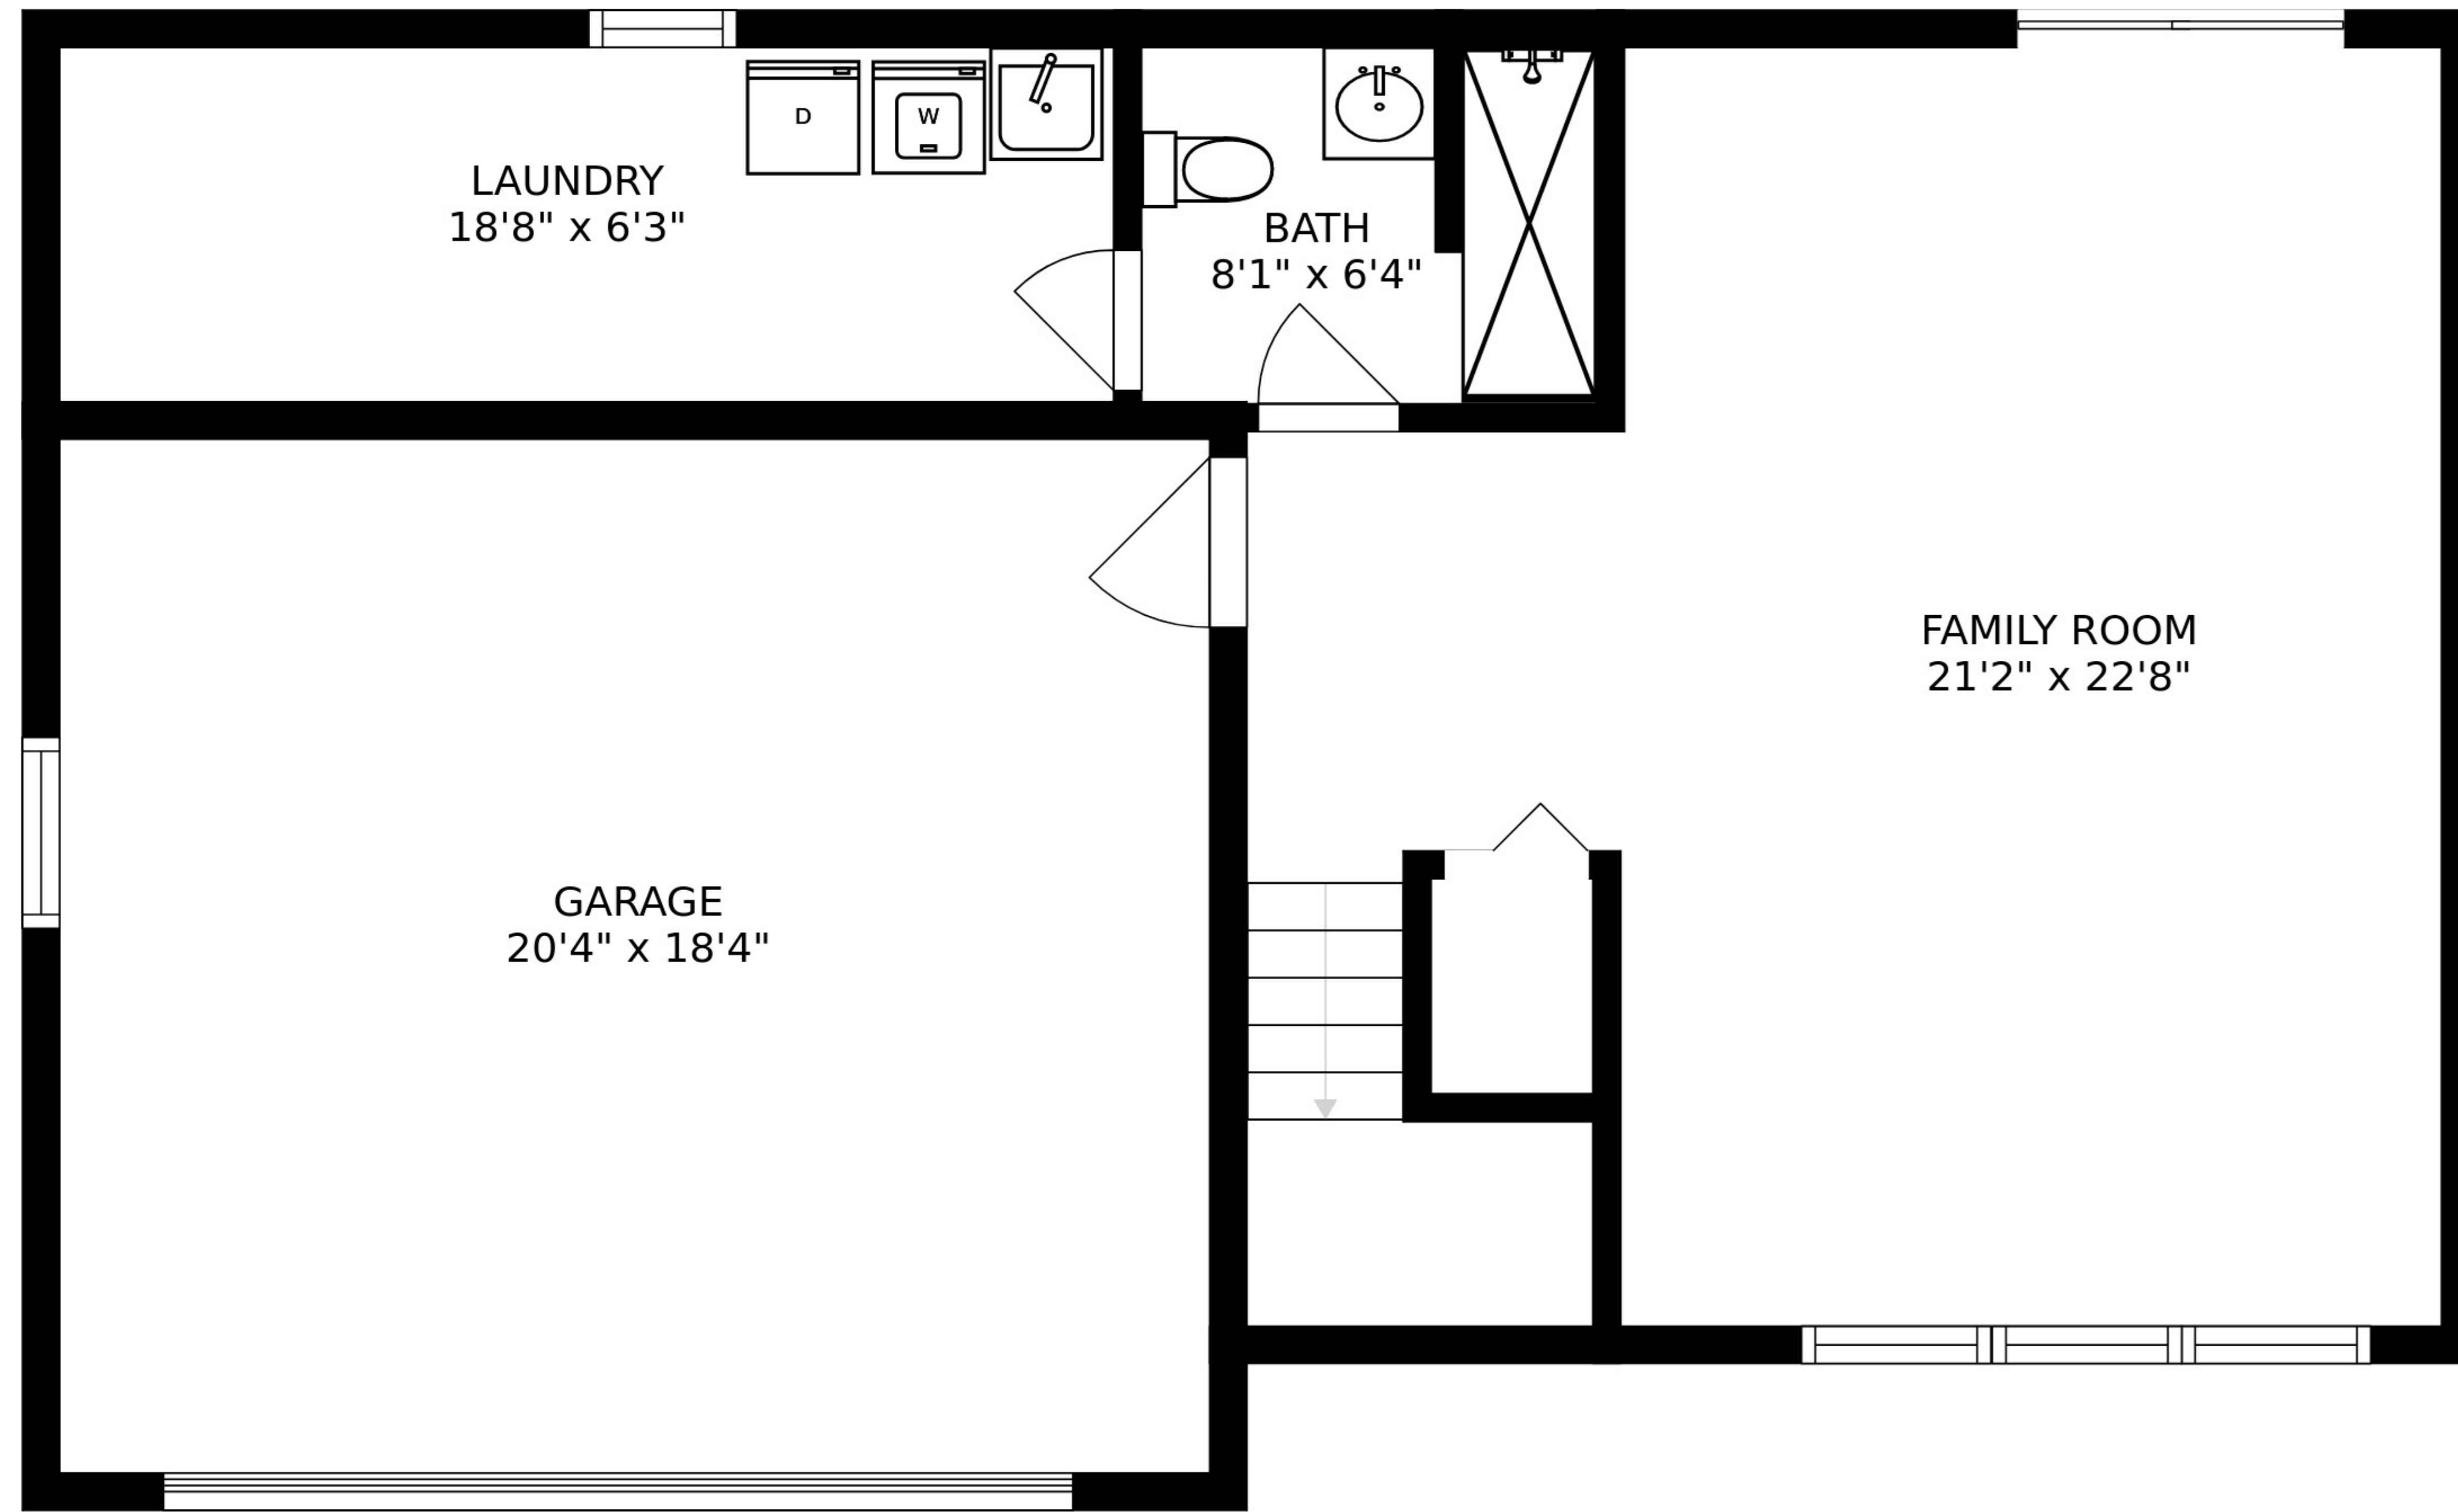 D
W
LAUNDRY
18'8" x 6'3"
BATH
8'1" x 6'4"
FAMILY ROOM
21'2" x 22'8"
GARAGE
20'4" x 18'4"